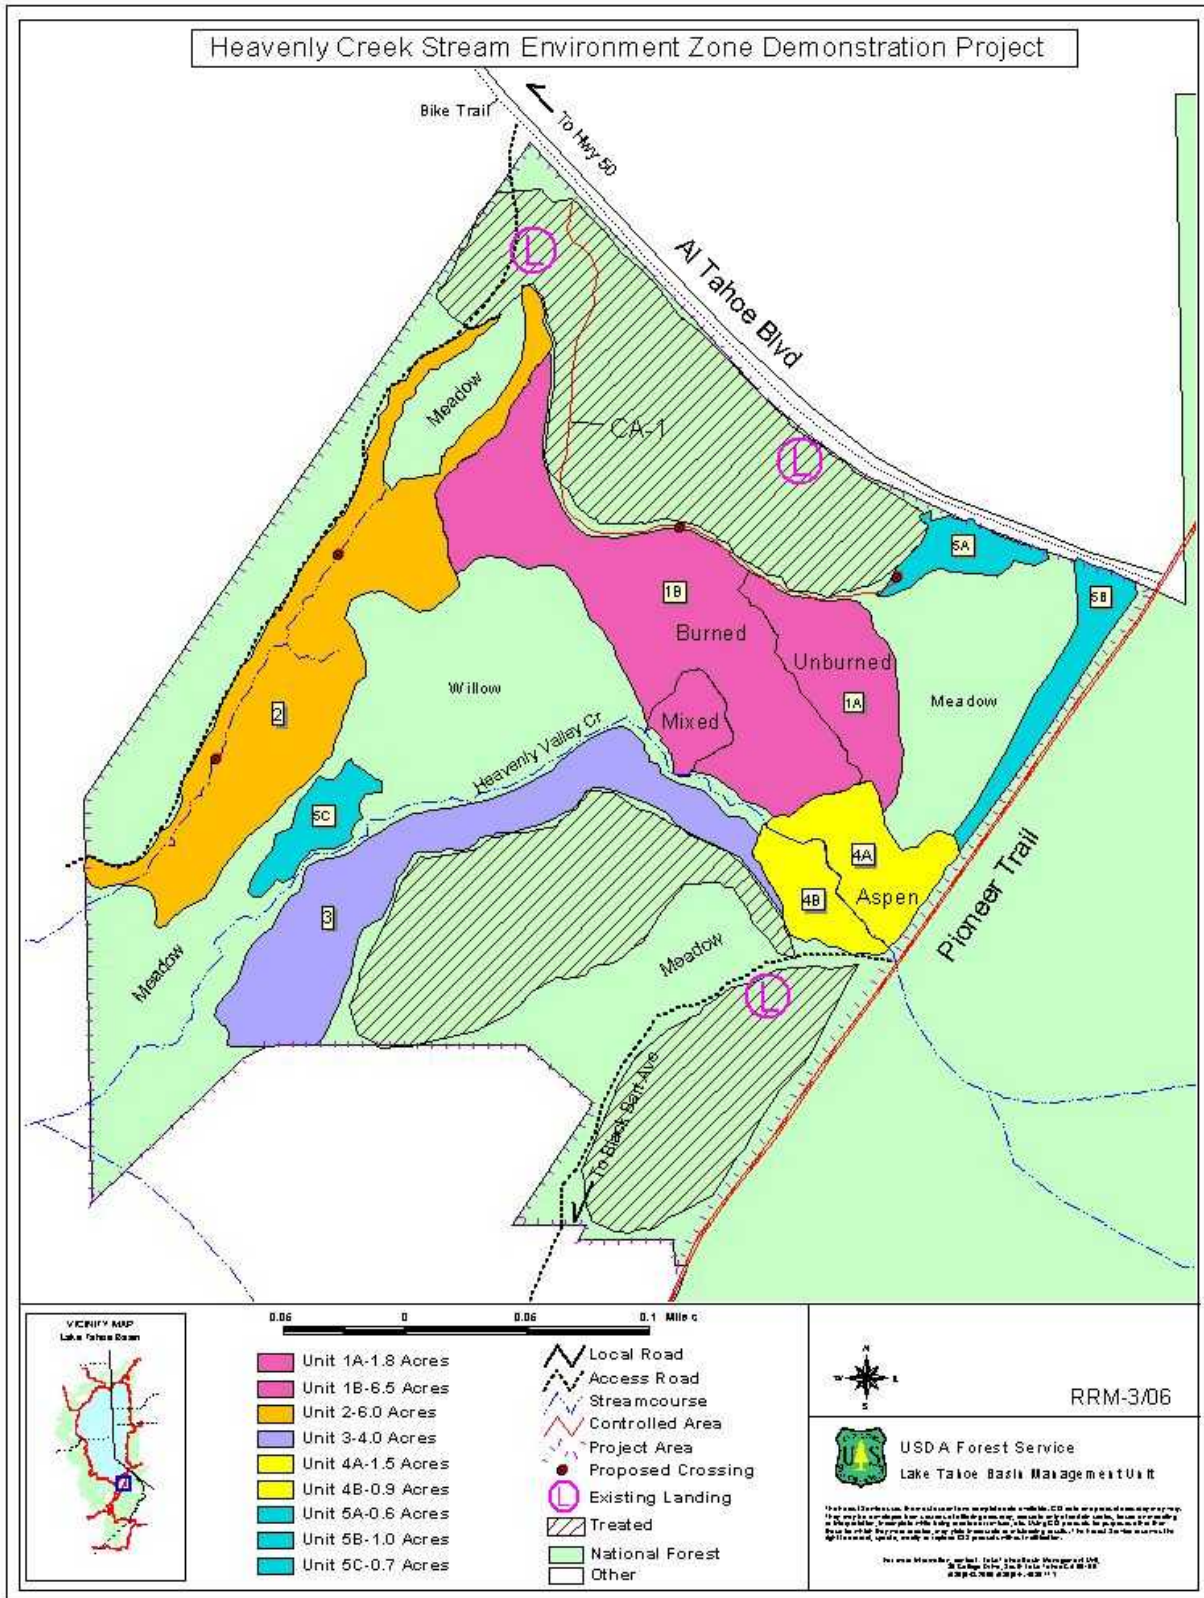 Heavenly Creek Stream Environment Zone Demonstration Project
Bike Trail
To Hwy 50
Al Tahoe Blvd
L
Meadow
CA-1
L
5A
1B
5B
Burned
Unburned
Willow
Meadow
1A
2
Mixed
Heavenly Valley Cr
5C
4A
Pioneer Trail
4B
Aspen
3
Meadow
Meadow
L
To Black Bart Ave
VICINITY MAP
Lake Tahoe Basin
0.06 0 0.06 0.1 Miles
Unit 1A-1.8 Acres
Unit 1B-6.5 Acres
Unit 2-6.0 Acres
Unit 3-4.0 Acres
Unit 4A-1.5 Acres
Unit 4B-0.9 Acres
Unit 5A-0.6 Acres
Unit 5B-1.0 Acres
Unit 5C-0.7 Acres
Local Road
Access Road
Streamcourse
Controlled Area
Project Area
Proposed Crossing
L Existing Landing
Treated
National Forest
Other
N
W E
S
RRM-3/06
US
USDA Forest Service
Lake Tahoe Basin Management Unit